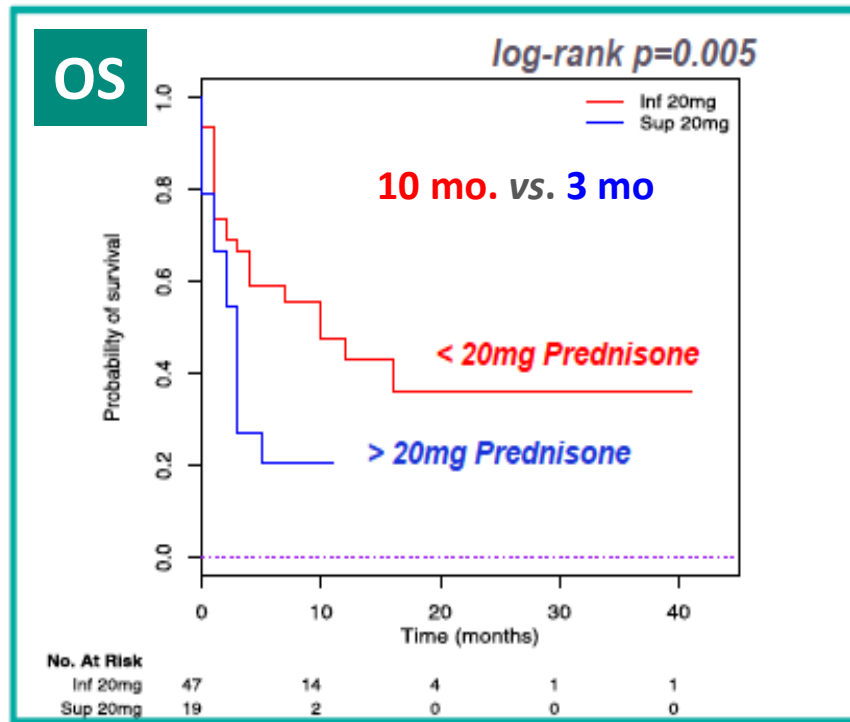 OS
log-rank p=0.005
Inf 20mg
Sup 20mg
10 mo. vs. 3 mo
< 20mg Prednisone
> 20mg Prednisone
Probability of survival
1.0
0.8
0.6
0.4
0.2
0.0
0 10 20 30 40
Time (months)
No. At Risk
Inf 20mg 47 14 4 1 1
Sup 20mg 19 2 0 0 0